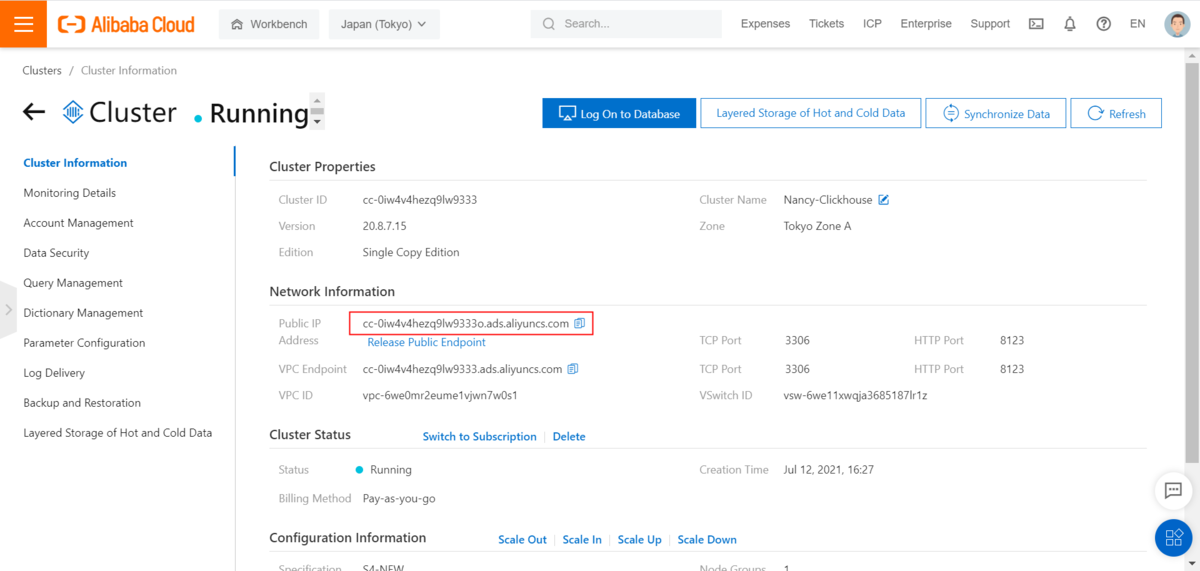 Alibaba Cloud Workbench Japan (Tokyo) Search... Expenses Tickets ICP Enterprise Support EN
Clusters / Cluster Information
Cluster Running Log On to Database Layered Storage of Hot and Cold Data Synchronize Data Refresh
Cluster Information
Monitoring Details
Account Management
Data Security
Query Management
Dictionary Management
Parameter Configuration
Log Delivery
Backup and Restoration
Layered Storage of Hot and Cold Data
Cluster Properties
Cluster ID cc-0iw4v4hezq9lw9333 Cluster Name Nancy-Clickhouse
Version 20.8.7.15 Zone Tokyo Zone A
Edition Single Copy Edition
Network Information
Public IP Address cc-0iw4v4hezq9lw9333o.ads.aliyuncs.com
Release Public Endpoint TCP Port 3306 HTTP Port 8123
VPC Endpoint cc-0iw4v4hezq9lw9333.ads.aliyuncs.com TCP Port 3306 HTTP Port 8123
VPC ID vpc-6we0mr2eume1vjwn7w0s1 VSwitch ID vsw-6we11xwqja3685187lr1z
Cluster Status Switch to Subscription Delete
Status Running Creation Time Jul 12, 2021, 16:27
Billing Method Pay-as-you-go
Configuration Information Scale Out Scale In Scale Up Scale Down
Specification S4-NEW Node Groups 1